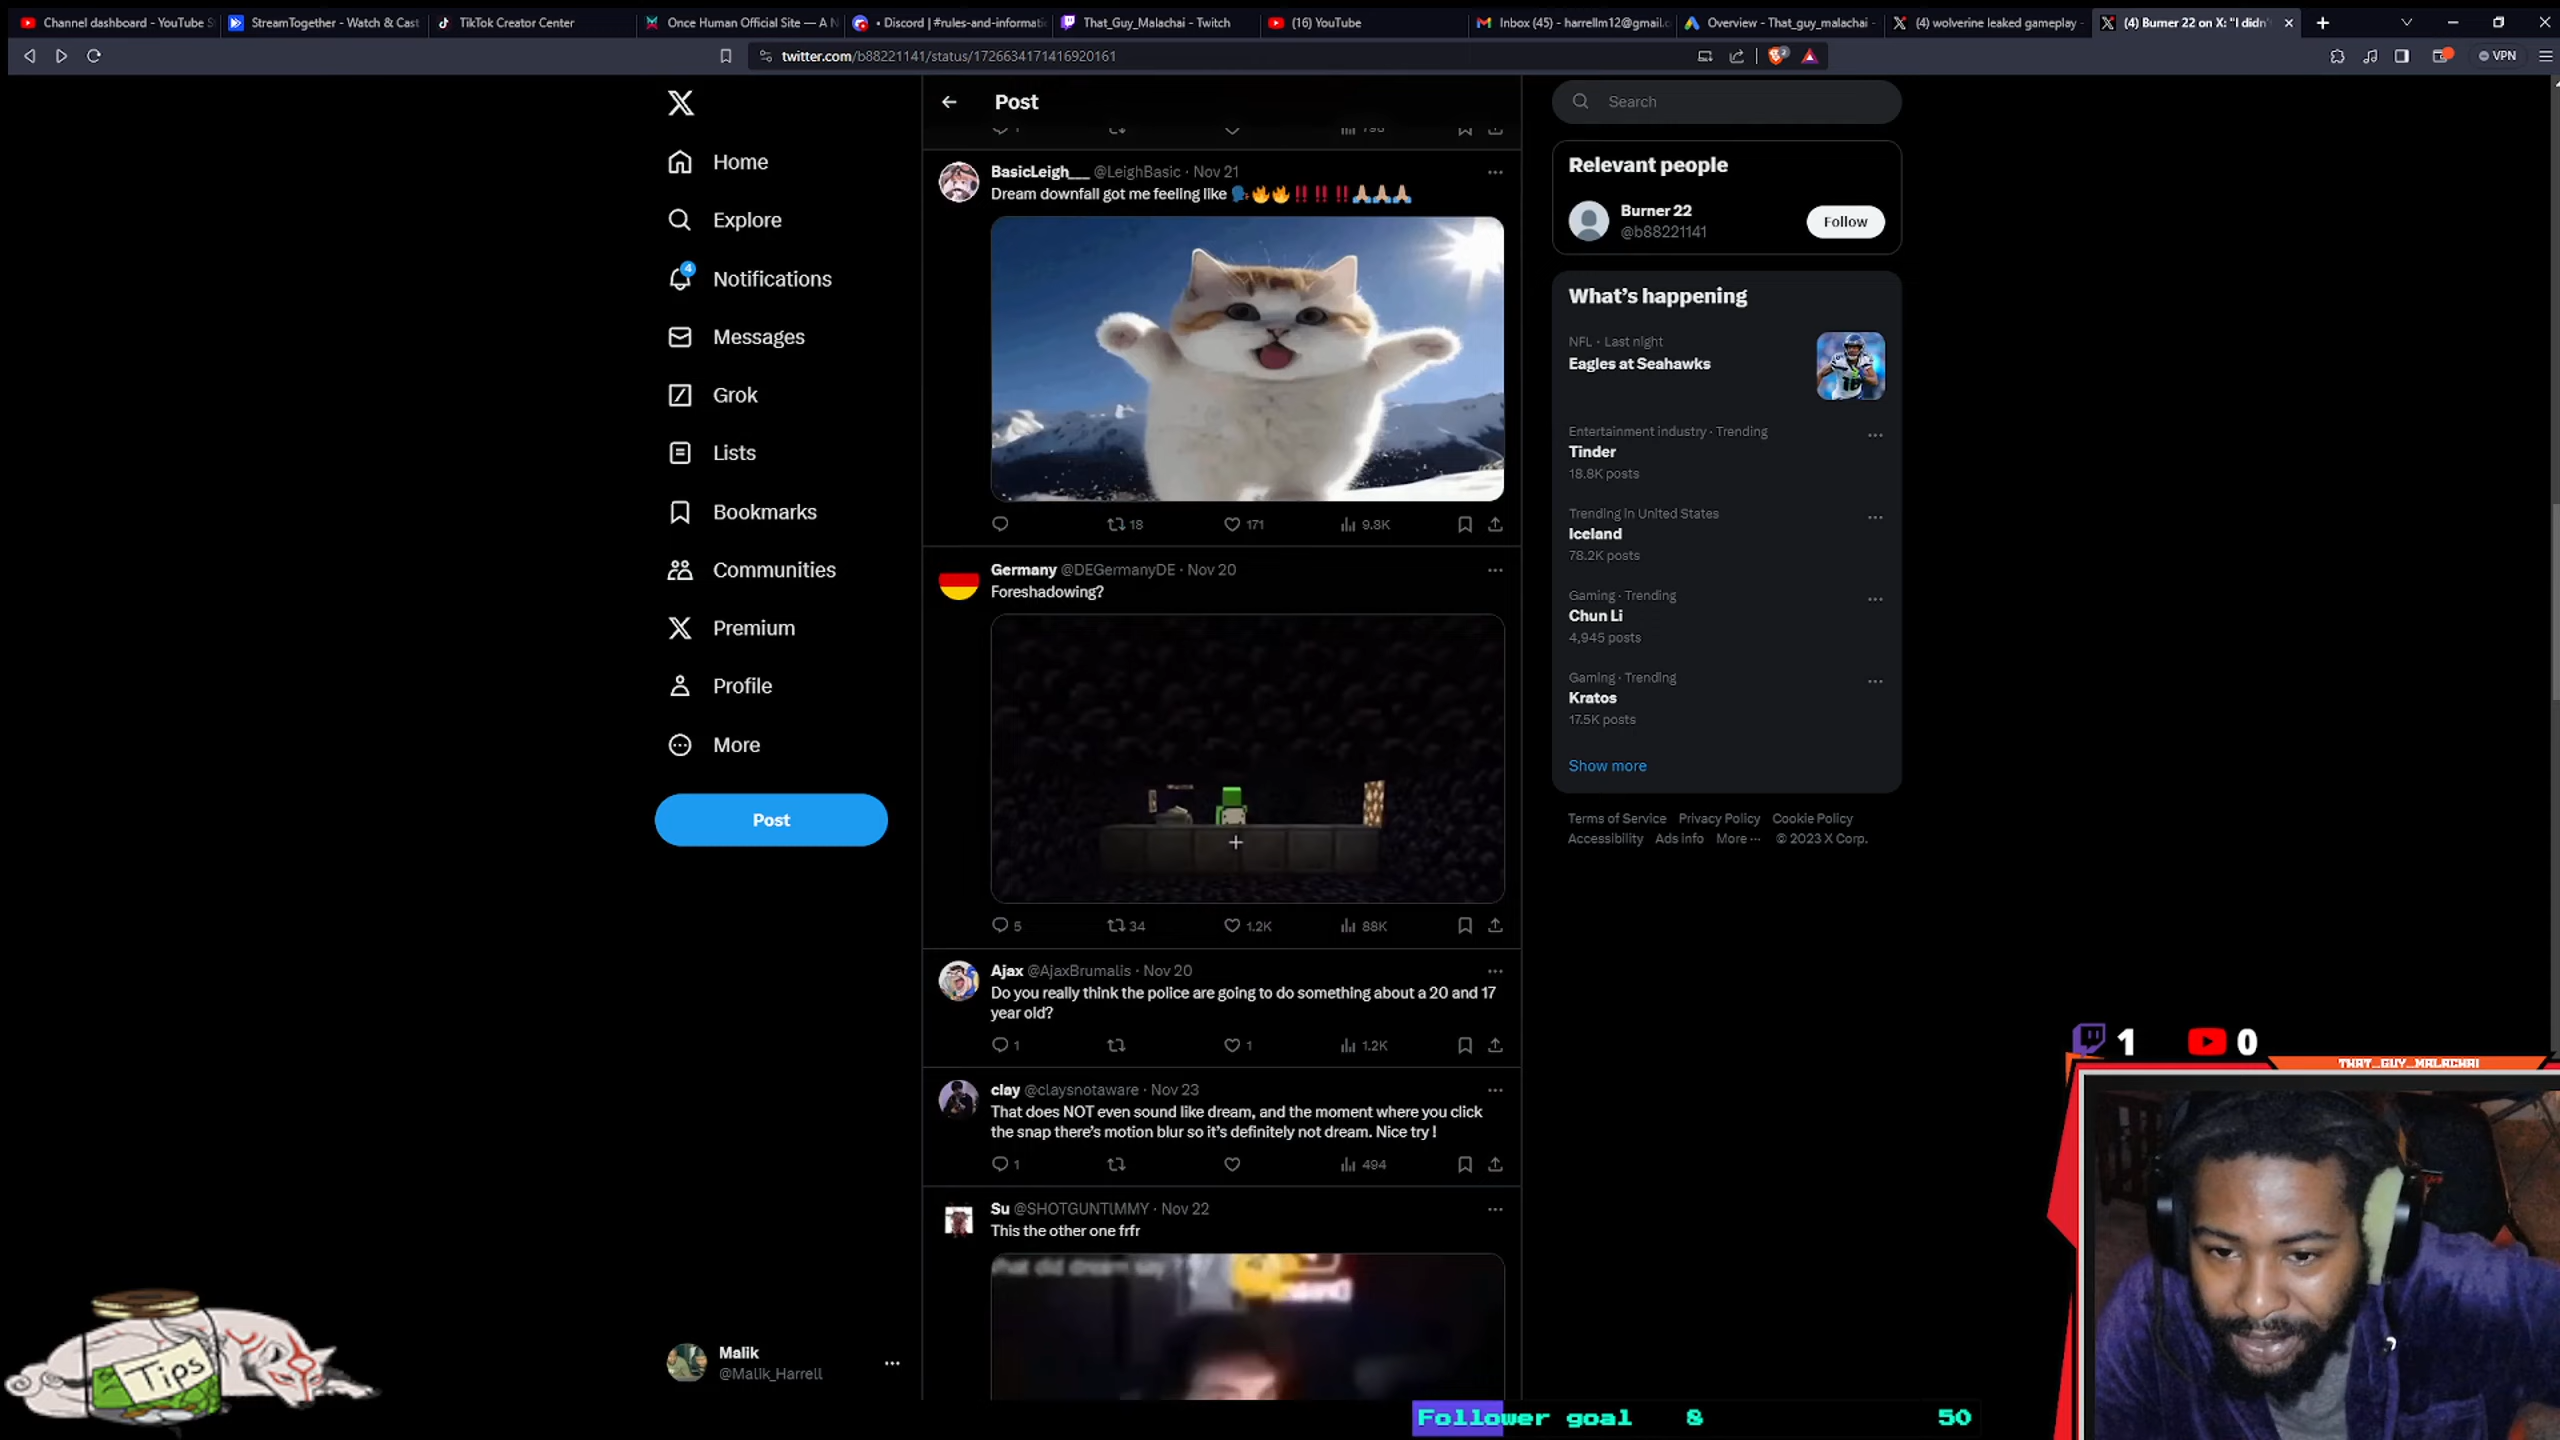 Channel dashboard - YouTube S
StreamTogether - Watch & Cast
TikTok Creator Center
Once Human Official Site — A N
• Discord | #rules-and-informatic
That_Guy_Malachai - Twitch
(16) YouTube
Inbox (45) - harrellm12@gmail.c
Overview - That_guy_malachai -
(4) wolverine leaked gameplay -
(4) Burner 22 on X: "I didn'
twitter.com/b88221141/status/1726634171416920161
VPN
Home
Explore
4
Notifications
Messages
Grok
Lists
Bookmarks
Communities
Premium
Profile
More
Post
Malik
@Malik_Harrell
Post
BasicLeigh___ @LeighBasic · Nov 21
Dream downfall got me feeling like 🗣️🔥🔥‼️‼️‼️🙏🏼🙏🏼🙏🏼
18 171 9.8K
Germany @DEGermanyDE · Nov 20
Foreshadowing?
5 34 1.2K 88K
Ajax @AjaxBrumalis · Nov 20
Do you really think the police are going to do something about a 20 and 17
year old?
1 1 1.2K
clay @claysnotaware · Nov 23
That does NOT even sound like dream, and the moment where you click
the snap there's motion blur so it's definitely not dream. Nice try !
1 494
Su @SHOTGUNTlMMY · Nov 22
This the other one frfr
hat did dream say
Search
Relevant people
Burner 22
@b88221141
Follow
What's happening
NFL · Last night
Eagles at Seahawks
Entertainment industry · Trending
Tinder
18.8K posts
Trending in United States
Iceland
78.2K posts
Gaming · Trending
Chun Li
4,945 posts
Gaming · Trending
Kratos
17.5K posts
Show more
Terms of Service Privacy Policy Cookie Policy
Accessibility Ads info More ··· © 2023 X Corp.
1 0
THAT_GUY_MALACHAI
Tips
Follower goal 8 50